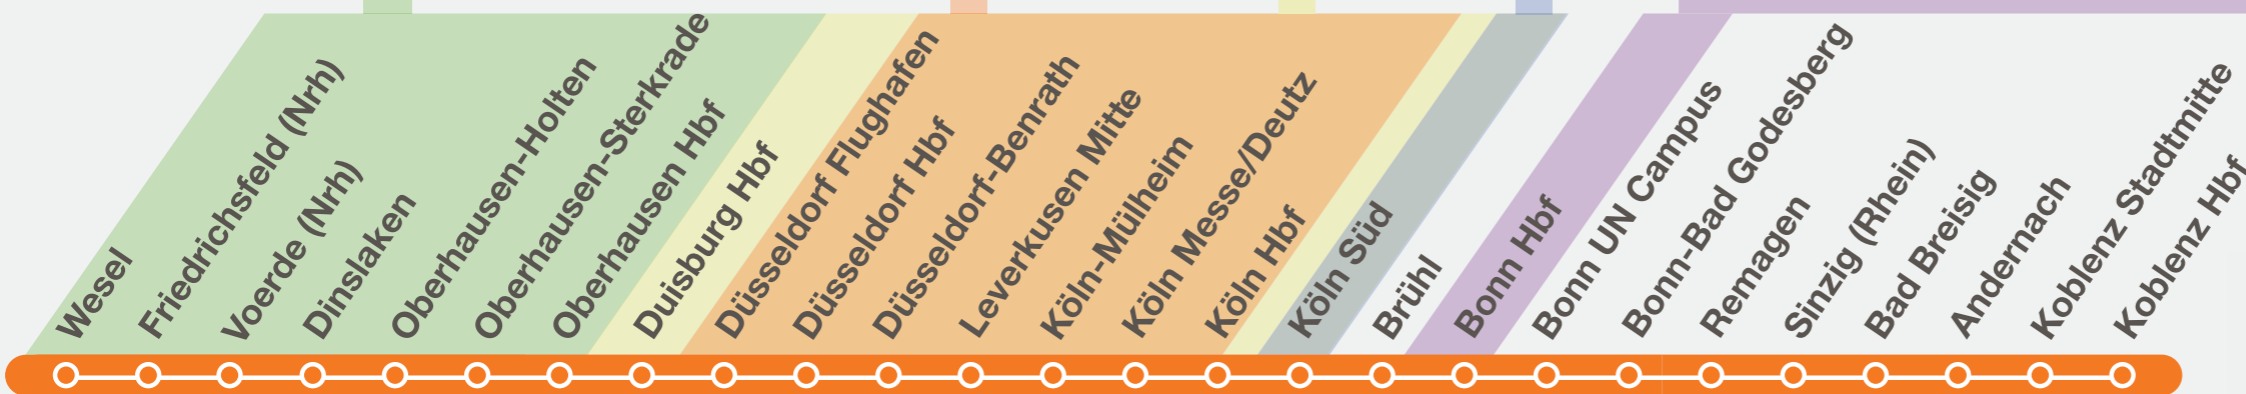 Wesel
Friedrichsfeld (Nrh)
Voerde (Nrh)
Dinslaken
Oberhausen-Holten
Oberhausen-Sterkrade
Oberhausen Hbf
Duisburg Hbf
Düsseldorf Flughafen
Düsseldorf Hbf
Düsseldorf-Benrath
Leverkusen Mitte
Köln-Mülheim
Köln Messe/Deutz
Köln Hbf
Köln Süd
Brühl
Bonn Hbf
Bonn UN Campus
Bonn-Bad Godesberg
Remagen
Sinzig (Rhein)
Bad Breisig
Andernach
Koblenz Stadtmitte
Koblenz Hbf